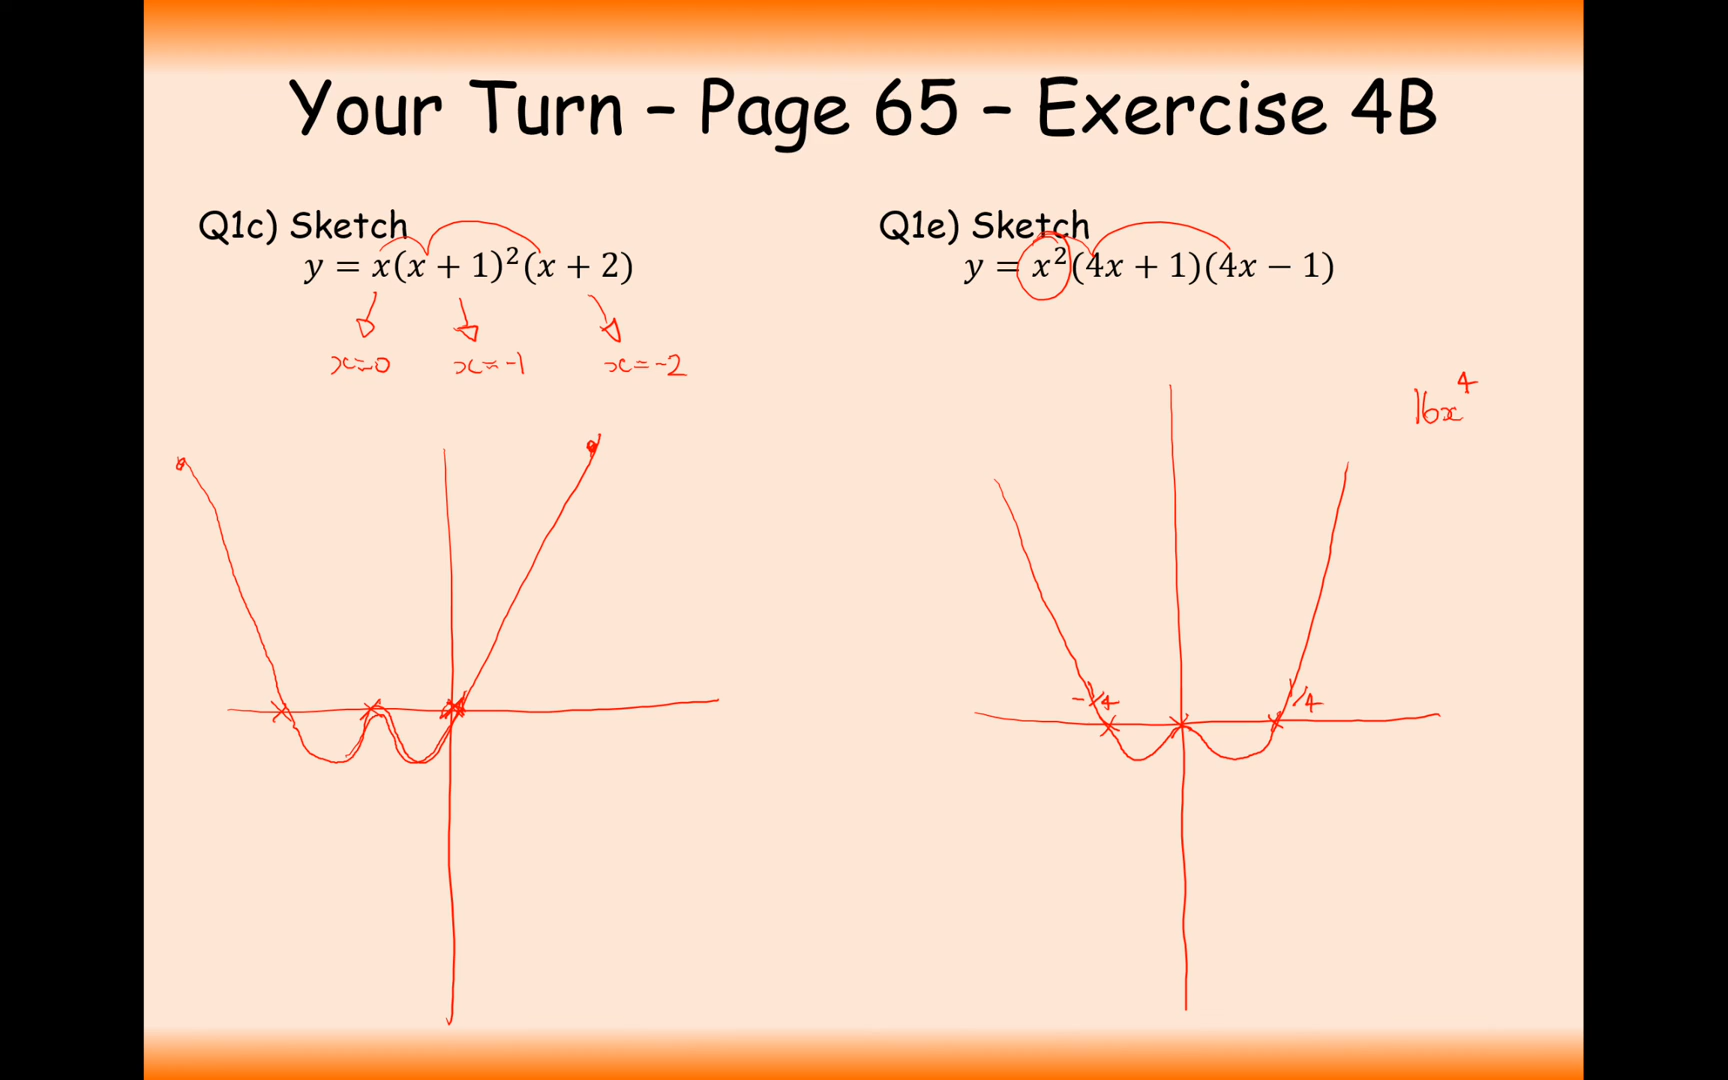 Your Turn – Page 65 – Exercise 4B
Q1c) Sketch
y = x(x + 1)²(x + 2)
x=0 x=-1 x=-2
Q1e) Sketch
y = x²(4x + 1)(4x − 1)
16x⁴
-1/4 1/4